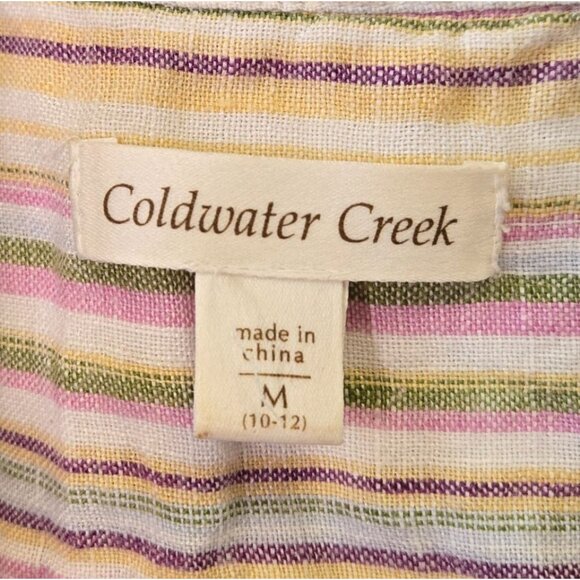 Coldwater Creek
made in
china
M
(10-12)